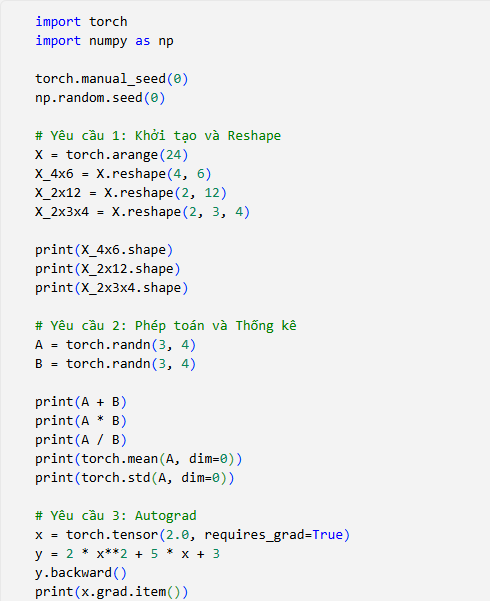 import torch
import numpy as np
torch.manual_seed(0)
np.random.seed(0)
# Yêu cầu 1: Khởi tạo và Reshape
X = torch.arange(24)
X_4x6 = X.reshape(4, 6)
X_2x12 = X.reshape(2, 12)
X_2x3x4 = X.reshape(2, 3, 4)
print(X_4x6.shape)
print(X_2x12.shape)
print(X_2x3x4.shape)
# Yêu cầu 2: Phép toán và Thống kê
A = torch.randn(3, 4)
B = torch.randn(3, 4)
print(A + B)
print(A * B)
print(A / B)
print(torch.mean(A, dim=0))
print(torch.std(A, dim=0))
# Yêu cầu 3: Autograd
x = torch.tensor(2.0, requires_grad=True)
y = 2 * x**2 + 5 * x + 3
y.backward()
print(x.grad.item())